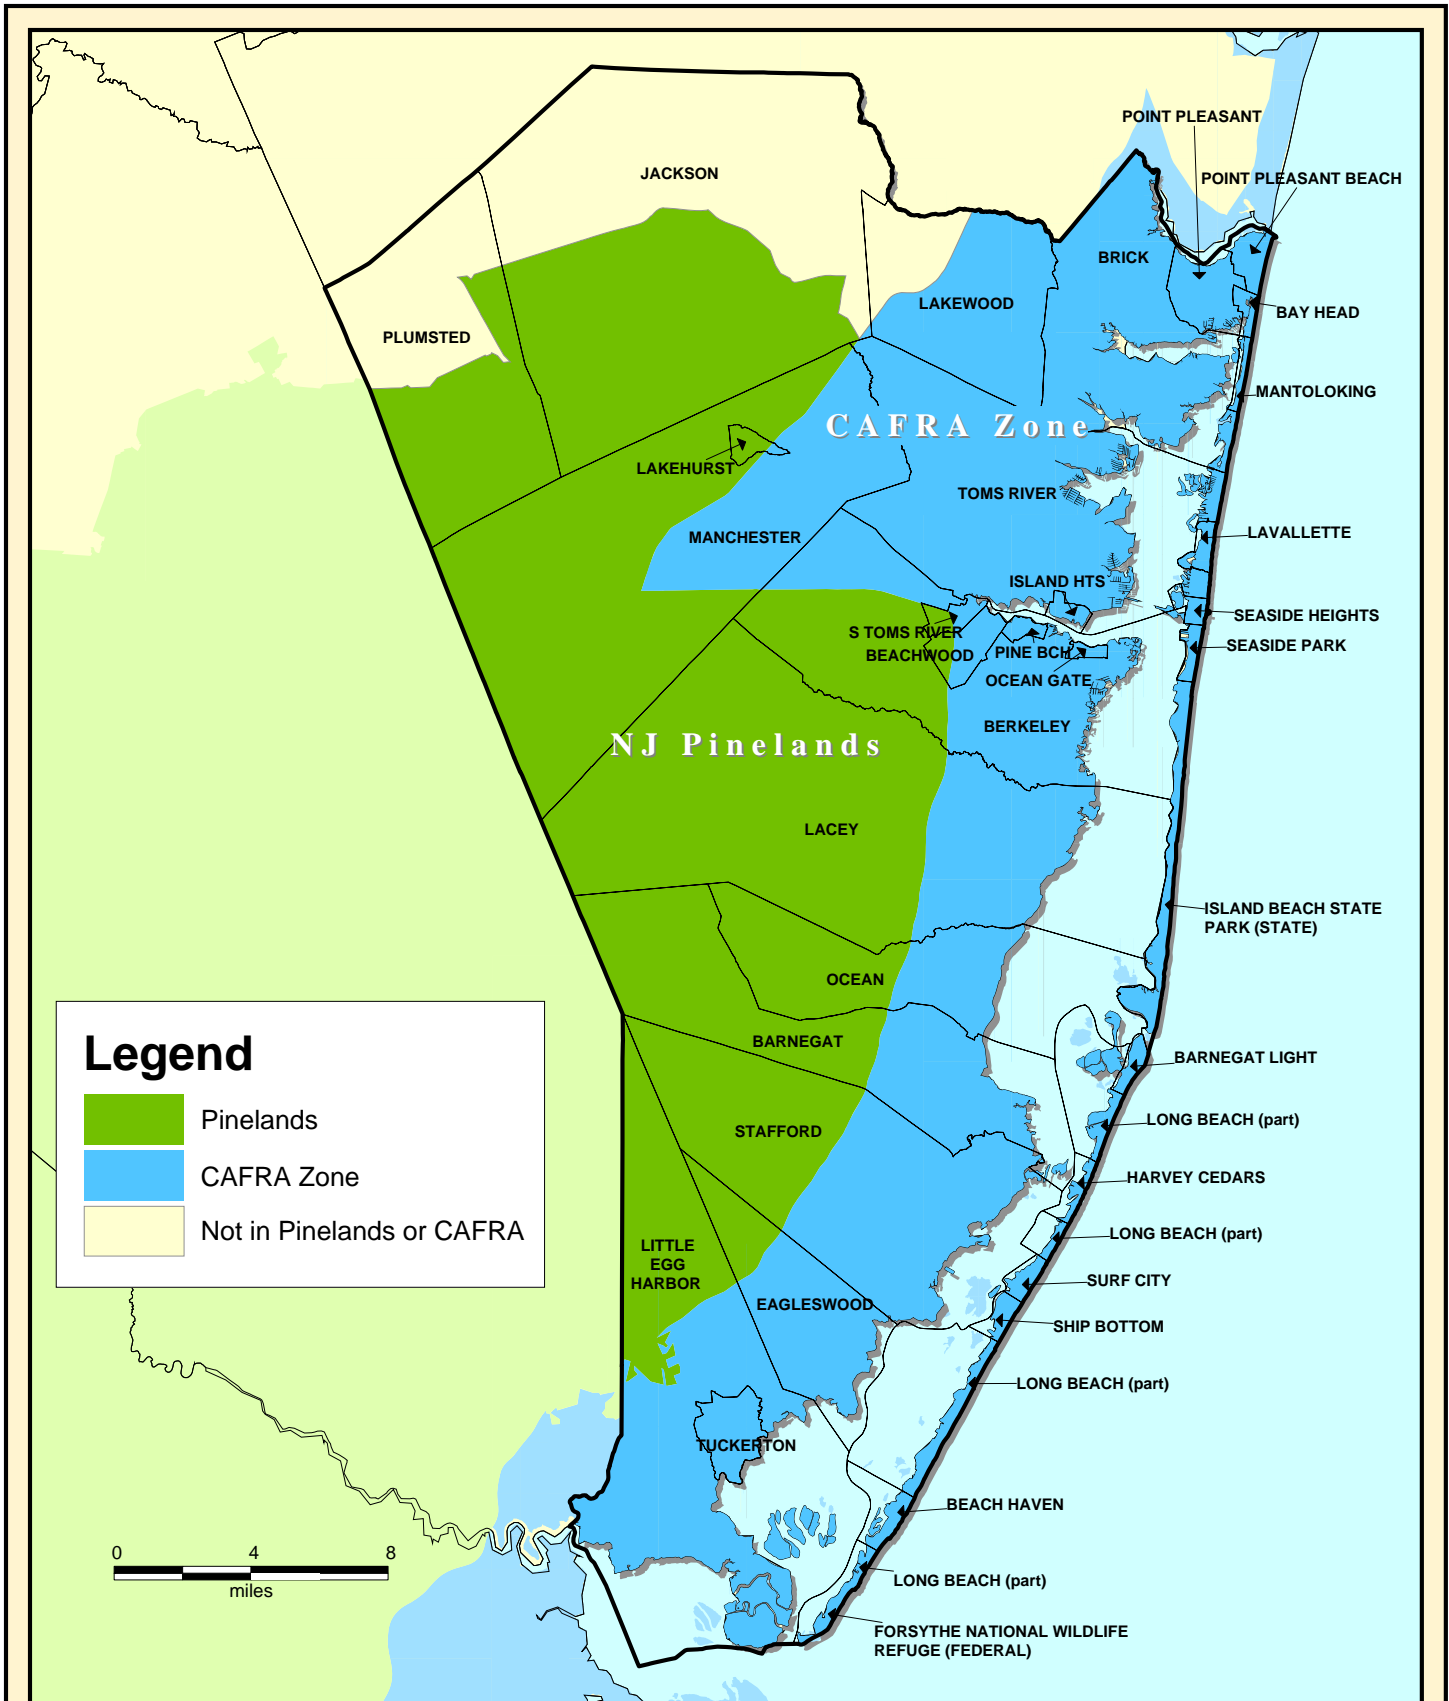 POINT PLEASANT
JACKSON
POINT PLEASANT BEACH
BRICK
LAKEWOOD
BAY HEAD
PLUMSTED
MANTOLOKING
CAFRA Zone
LAKEHURST
TOMS RIVER
MANCHESTER
LAVALLETTE
ISLAND HTS
SEASIDE HEIGHTS
S TOMS RIVER
SEASIDE PARK
BEACHWOOD
PINE BCH
OCEAN GATE
BERKELEY
NJ Pinelands
LACEY
ISLAND BEACH STATE
PARK (STATE)
OCEAN
BARNEGAT
BARNEGAT LIGHT
Legend
Pinelands
CAFRA Zone
Not in Pinelands or CAFRA
LONG BEACH (part)
STAFFORD
HARVEY CEDARS
LONG BEACH (part)
LITTLE
EGG
HARBOR
SURF CITY
EAGLESWOOD
SHIP BOTTOM
LONG BEACH (part)
TUCKERTON
BEACH HAVEN
0 4 8
miles
LONG BEACH (part)
FORSYTHE NATIONAL WILDLIFE
REFUGE (FEDERAL)